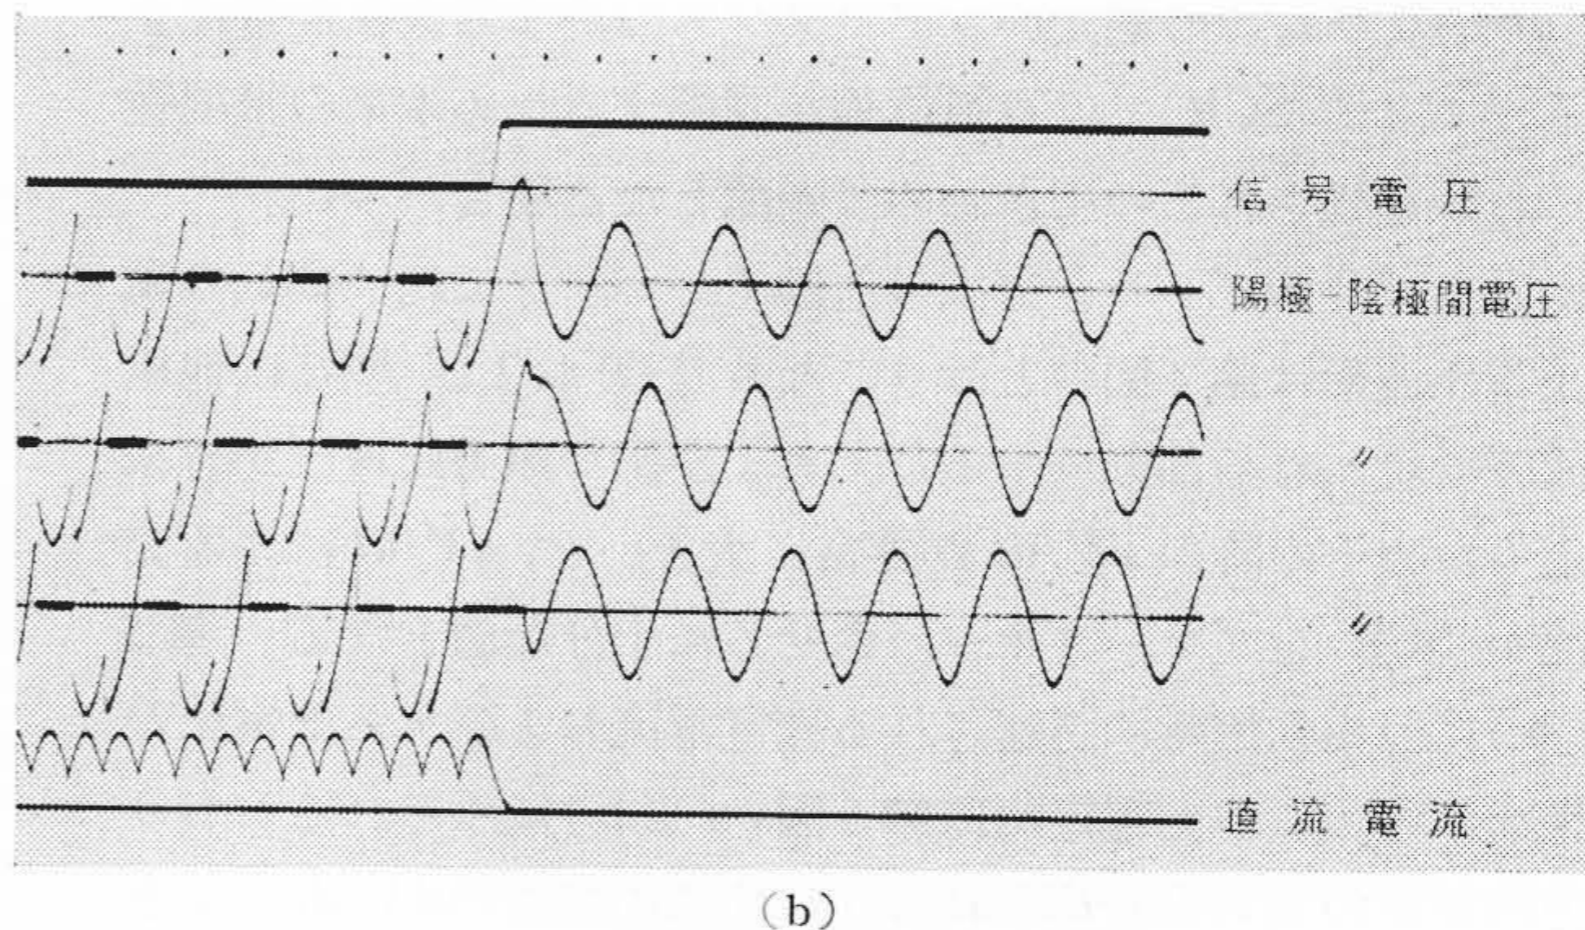 信号電圧
陽極-陰極間電圧
〃
〃
直流電流
(b)